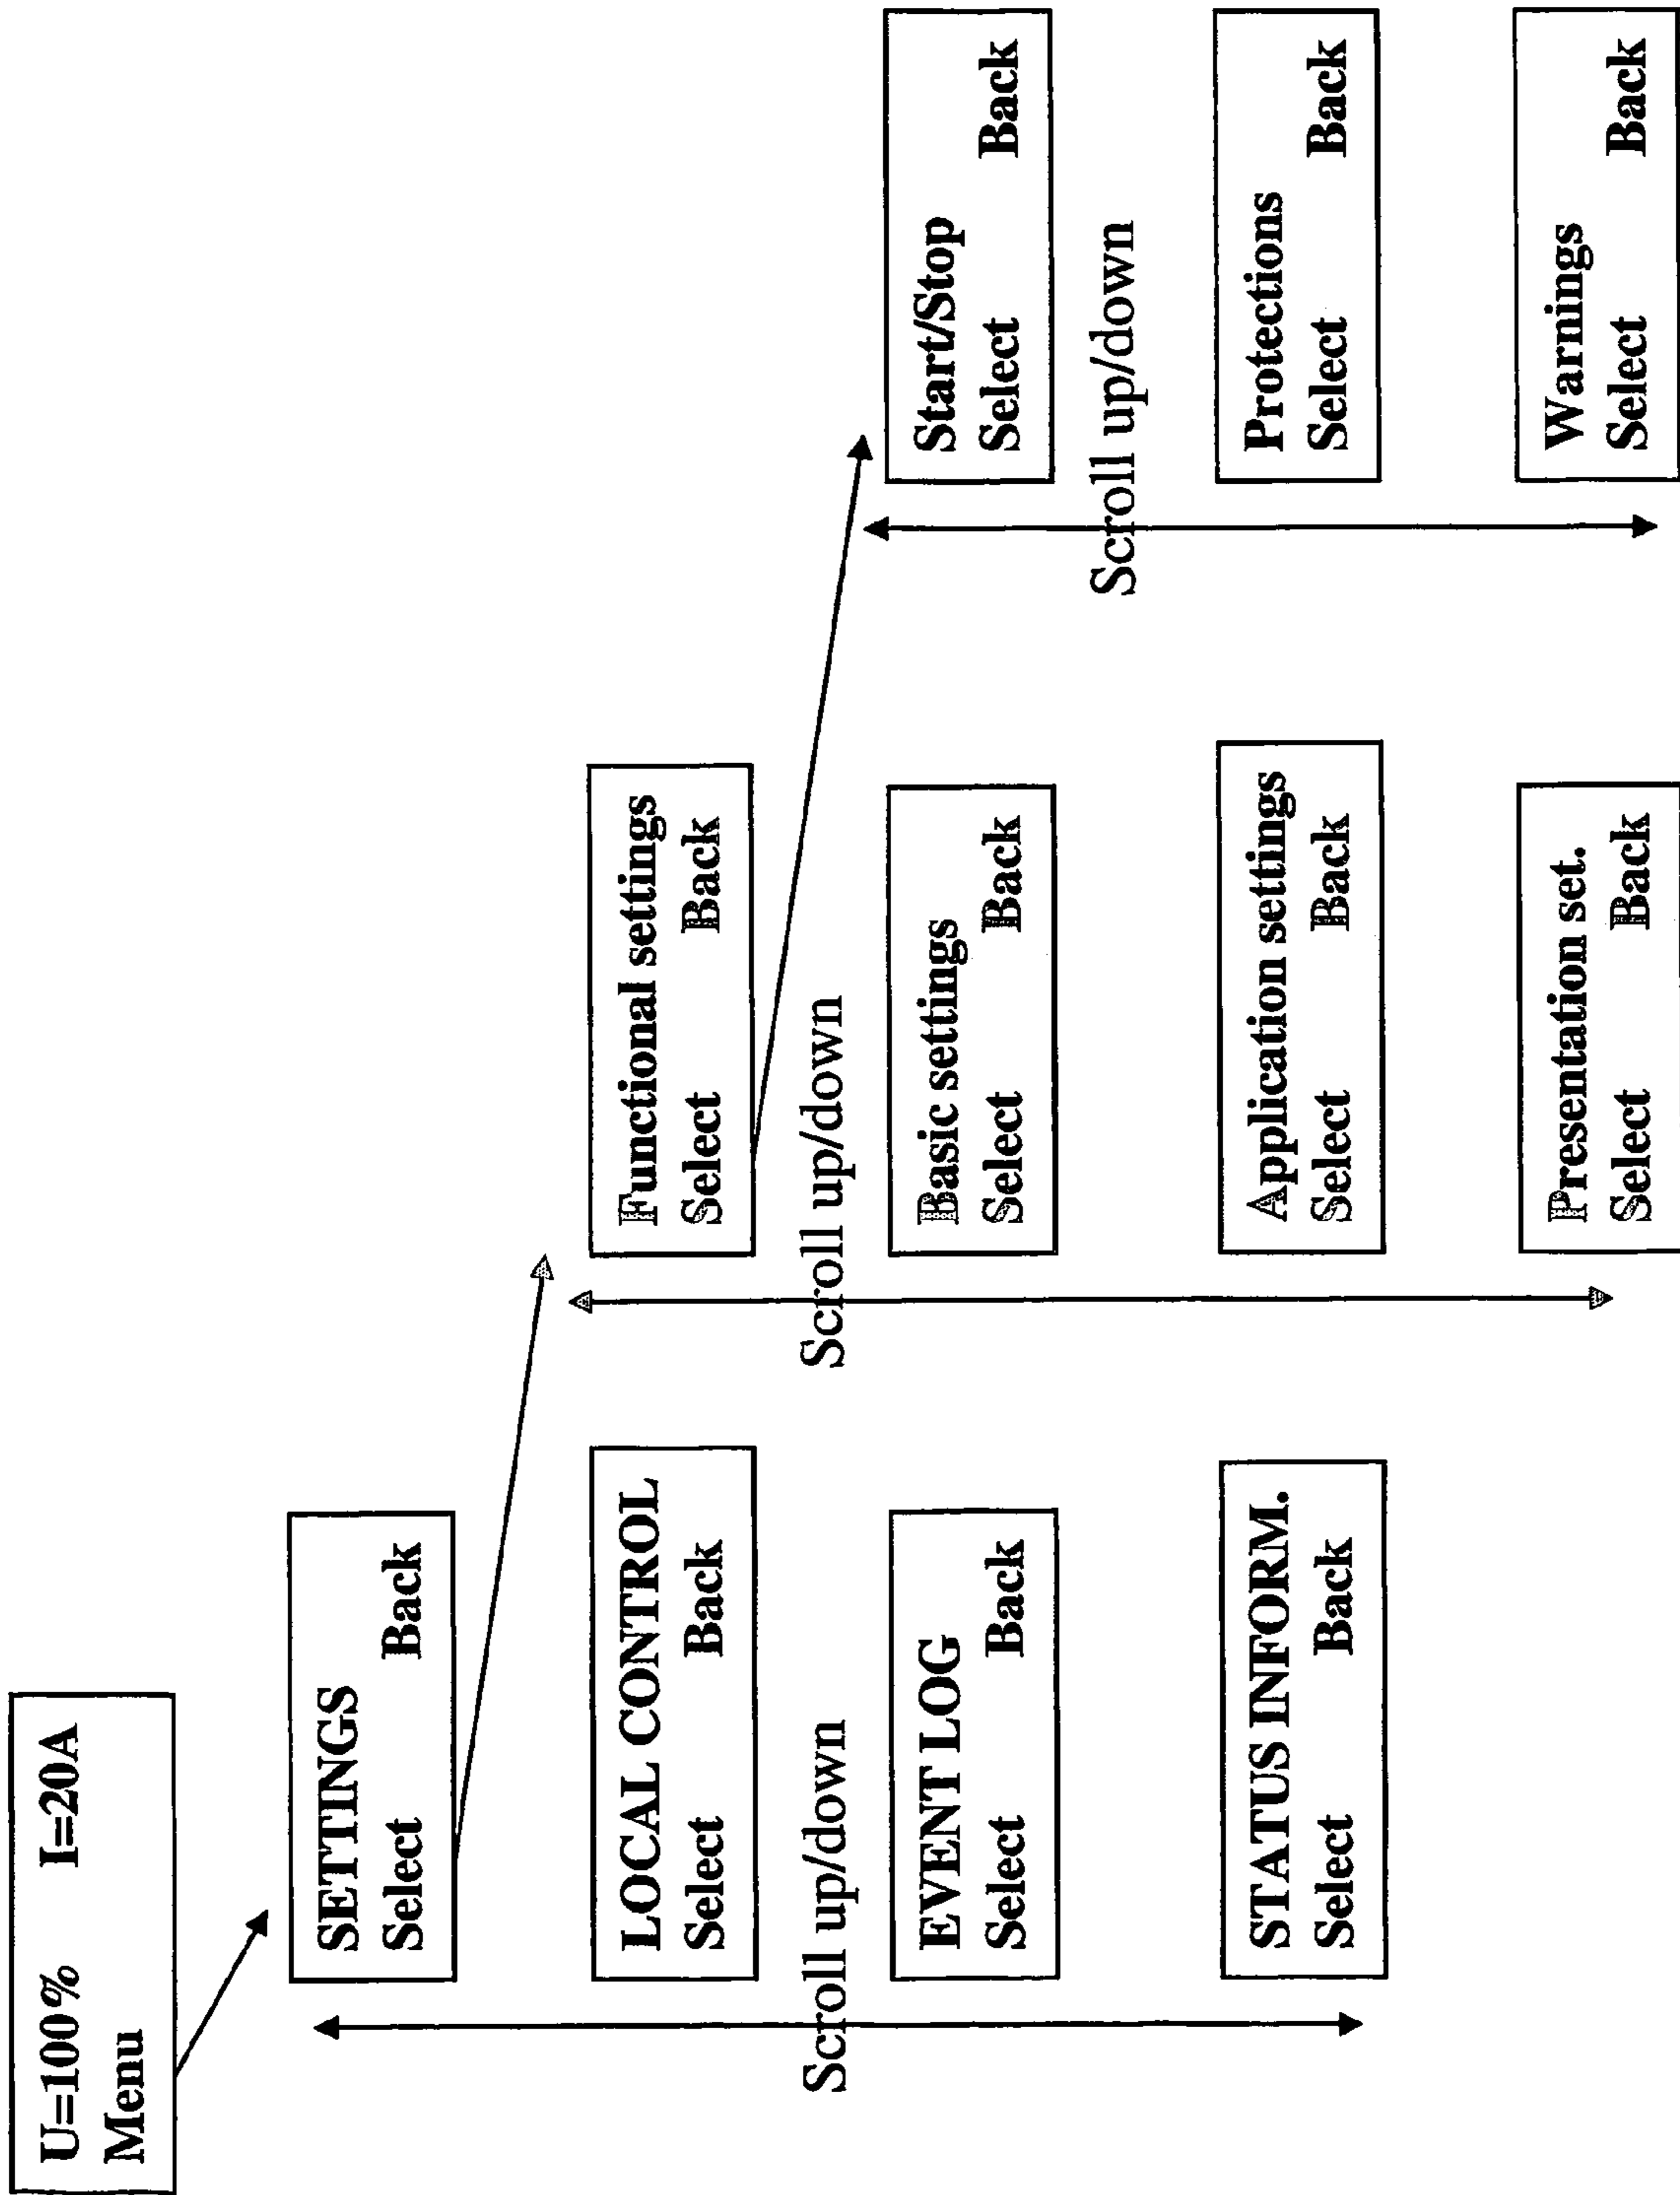 U=100% I=20A
Menu
SETTINGS
Select Back
LOCAL CONTROL
Select Back
Scroll up/down
EVENT LOG
Select Back
STATUS INFORM.
Select Back
Functional settings
Select Back
Scroll up/down
Basic settings
Select Back
Application settings
Select Back
Presentation set.
Select Back
Start/Stop
Select Back
Scroll up/down
Protections
Select Back
Warnings
Select Back